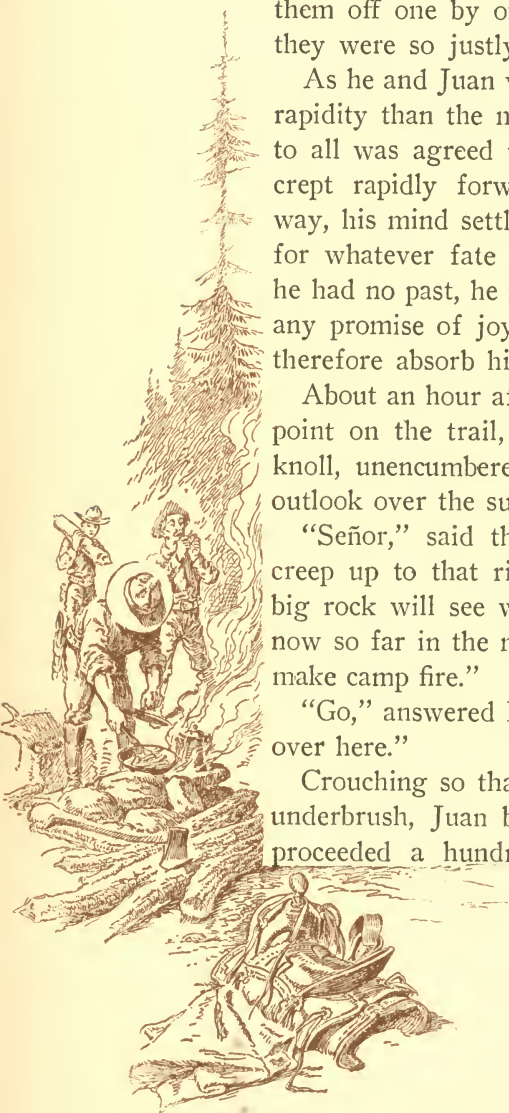 them off one by o
they were so justly
As he and Juan
rapidity than the
to all was agreed
crept rapidly forw
way, his mind settl
for whatever fate
he had no past, he
any promise of joy
therefore absorb hi
About an hour af
point on the trail,
knoll, unencumbere
outlook over the su
"Señor," said th
creep up to that ri
big rock will see w
now so far in the
make camp fire."
"Go," answered
over here."
Crouching so tha
underbrush, Juan b
proceeded a hundr